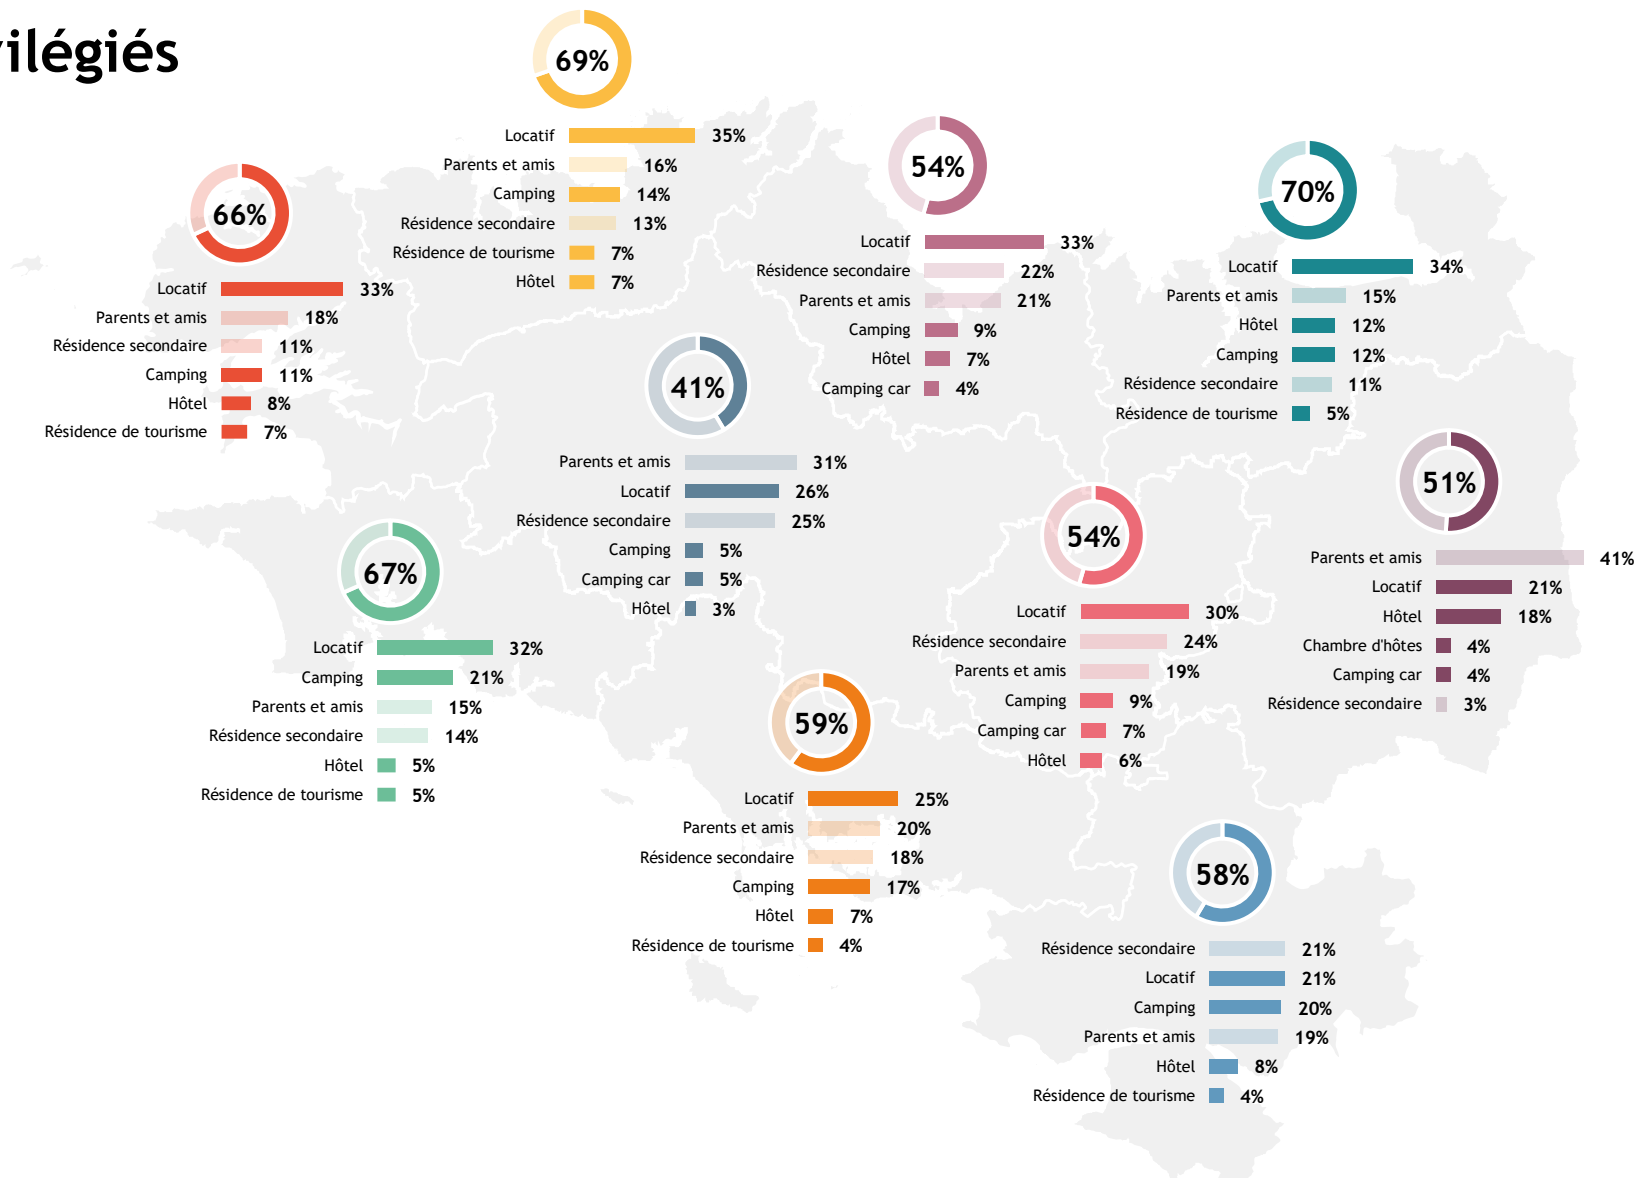 ilégiés
69%
Locatif 35%
Parents et amis 16%
Camping 14%
Résidence secondaire 13%
Résidence de tourisme 7%
Hôtel 7%
66%
Locatif 33%
Parents et amis 18%
Résidence secondaire 11%
Camping 11%
Hôtel 8%
Résidence de tourisme 7%
54%
Locatif 33%
Résidence secondaire 22%
Parents et amis 21%
Camping 9%
Hôtel 7%
Camping car 4%
70%
Locatif 34%
Parents et amis 15%
Hôtel 12%
Camping 12%
Résidence secondaire 11%
Résidence de tourisme 5%
41%
Parents et amis 31%
Locatif 26%
Résidence secondaire 25%
Camping 5%
Camping car 5%
Hôtel 3%
51%
Parents et amis 41%
Locatif 21%
Hôtel 18%
Chambre d'hôtes 4%
Camping car 4%
Résidence secondaire 3%
67%
Locatif 32%
Camping 21%
Parents et amis 15%
Résidence secondaire 14%
Hôtel 5%
Résidence de tourisme 5%
54%
Locatif 30%
Résidence secondaire 24%
Parents et amis 19%
Camping 9%
Camping car 7%
Hôtel 6%
59%
Locatif 25%
Parents et amis 20%
Résidence secondaire 18%
Camping 17%
Hôtel 7%
Résidence de tourisme 4%
58%
Résidence secondaire 21%
Locatif 21%
Camping 20%
Parents et amis 19%
Hôtel 8%
Résidence de tourisme 4%